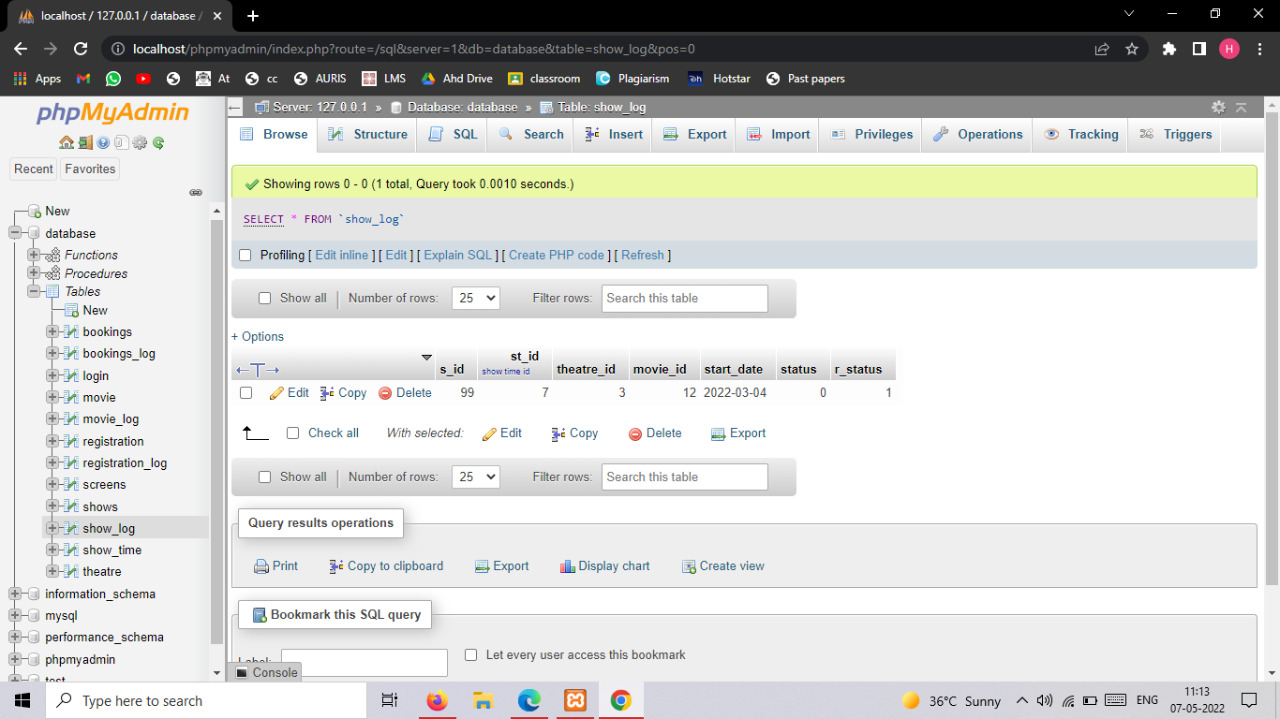 localhost / 127.0.0.1 / database /
localhost/phpmyadmin/index.php?route=/sql&server=1&db=database&table=show_log&pos=0
H
Apps At cc AURIS LMS Ahd Drive classroom Plagiarism Hotstar Past papers
phpMyAdmin
Recent Favorites
New
database
Functions
Procedures
Tables
New
bookings
bookings_log
login
movie
movie_log
registration
registration_log
screens
shows
show_log
show_time
theatre
information_schema
mysql
performance_schema
phpmyadmin
test
Server: 127.0.0.1 » Database: database » Table: show_log
Browse Structure SQL Search Insert Export Import Privileges Operations Tracking Triggers
Showing rows 0 - 0 (1 total, Query took 0.0010 seconds.)
SELECT * FROM `show_log`
Profiling [ Edit inline ] [ Edit ] [ Explain SQL ] [ Create PHP code ] [ Refresh ]
Show all Number of rows: 25 Filter rows: Search this table
+ Options
s_id st_id show time id theatre_id movie_id start_date status r_status
Edit Copy Delete 99 7 3 12 2022-03-04 0 1
Check all With selected: Edit Copy Delete Export
Show all Number of rows: 25 Filter rows: Search this table
Query results operations
Print Copy to clipboard Export Display chart Create view
Bookmark this SQL query
Label: Let every user access this bookmark
Console
Type here to search
36°C Sunny ENG 11:13
07-05-2022